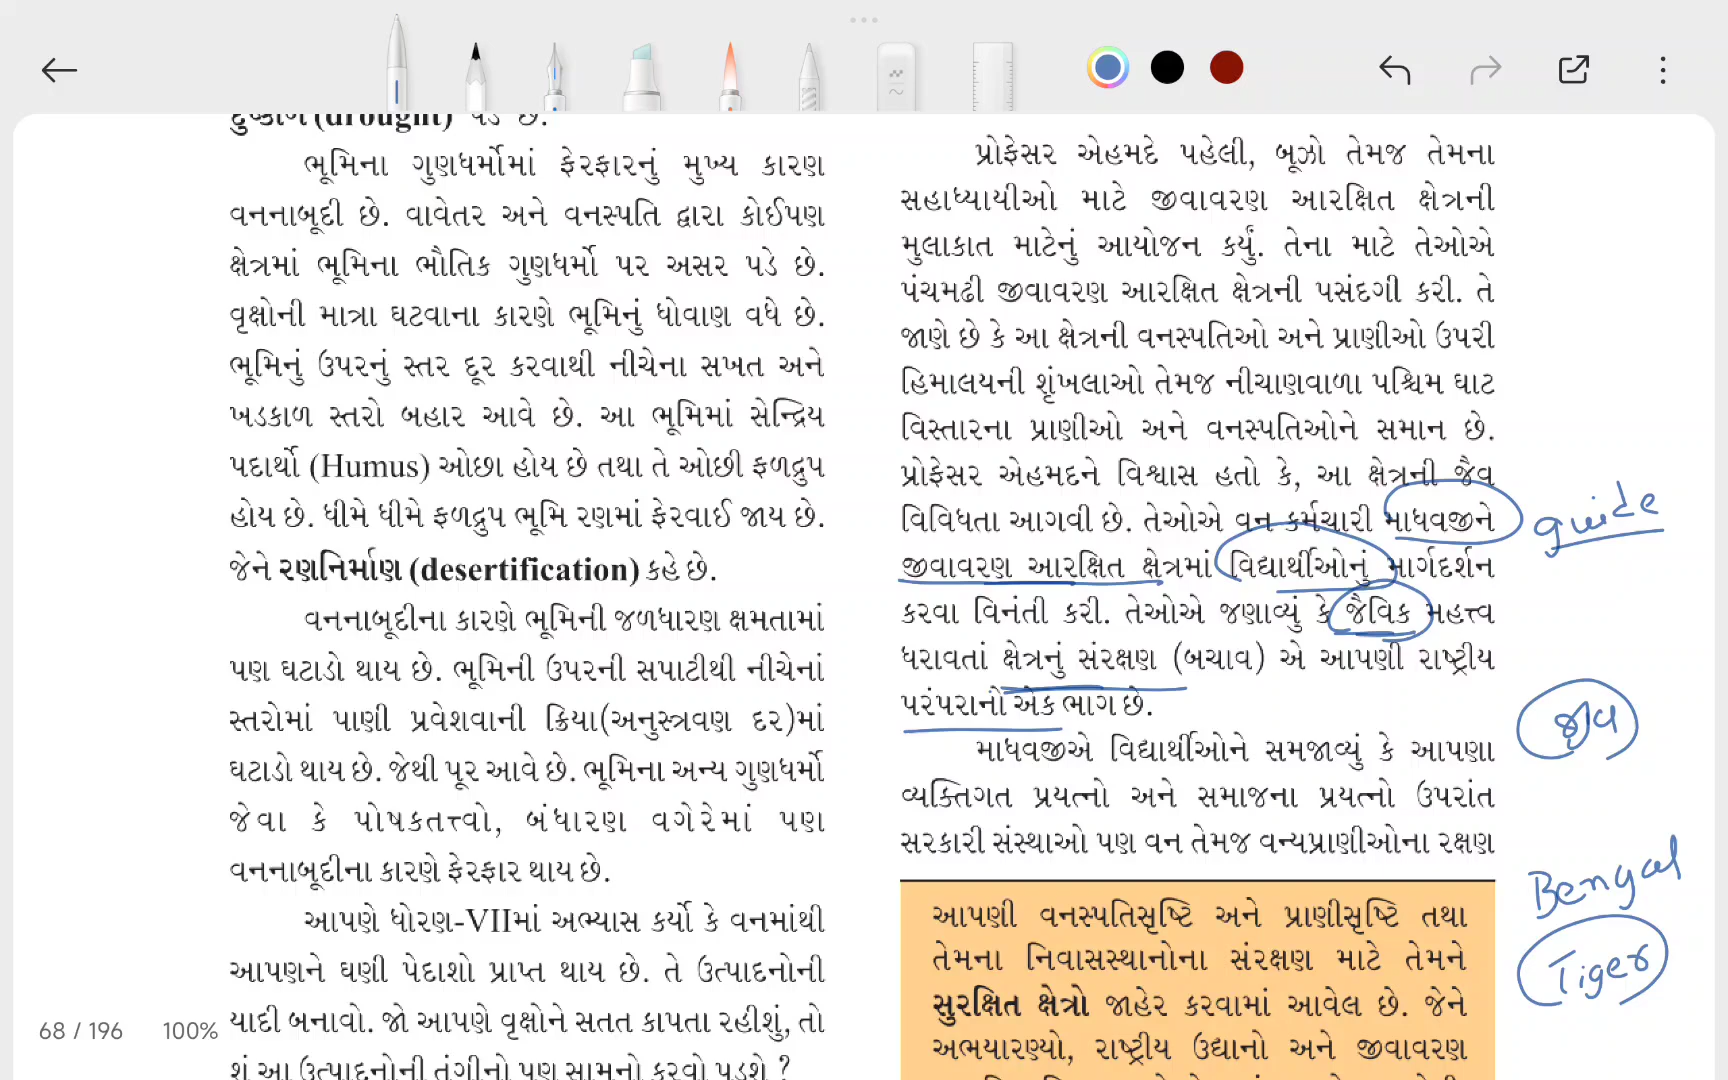 દુષ્કાળ (drought) પડે છે.
ભૂમિના ગુણધર્મોમાં ફેરફારનું મુખ્ય કારણ
વનનાબૂદી છે. વાવેતર અને વનસ્પતિ દ્વારા કોઈપણ
ક્ષેત્રમાં ભૂમિના ભૌતિક ગુણધર્મો પર અસર પડે છે.
વૃક્ષોની માત્રા ઘટવાના કારણે ભૂમિનું ધોવાણ વધે છે.
ભૂમિનું ઉપરનું સ્તર દૂર કરવાથી નીચેના સખત અને
ખડકાળ સ્તરો બહાર આવે છે. આ ભૂમિમાં સેન્દ્રિય
પદાર્થો (Humus) ઓછા હોય છે તથા તે ઓછી ફળદ્રુપ
હોય છે. ધીમે ધીમે ફળદ્રુપ ભૂમિ રણમાં ફેરવાઈ જાય છે.
જેને રણનિર્માણ (desertification) કહે છે.
વનનાબૂદીના કારણે ભૂમિની જળધારણ ક્ષમતામાં
પણ ઘટાડો થાય છે. ભૂમિની ઉપરની સપાટીથી નીચેનાં
સ્તરોમાં પાણી પ્રવેશવાની ક્રિયા(અનુસ્ત્રવણ દર)માં
ઘટાડો થાય છે. જેથી પૂર આવે છે. ભૂમિના અન્ય ગુણધર્મો
જેવા કે પોષકતત્ત્વો, બંધારણ વગેરેમાં પણ
વનનાબૂદીના કારણે ફેરફાર થાય છે.
આપણે ધોરણ-VIIમાં અભ્યાસ કર્યો કે વનમાંથી
આપણને ઘણી પેદાશો પ્રાપ્ત થાય છે. તે ઉત્પાદનોની
યાદી બનાવો. જો આપણે વૃક્ષોને સતત કાપતા રહીશું, તો
શું આ ઉત્પાદનોની તંગીનો પણ સામનો કરવો પડશે ?
68 / 196 100%
પ્રોફેસર એહમદે પહેલી, બૂઝો તેમજ તેમના
સહાધ્યાયીઓ માટે જીવાવરણ આરક્ષિત ક્ષેત્રની
મુલાકાત માટેનું આયોજન કર્યું. તેના માટે તેઓએ
પંચમઢી જીવાવરણ આરક્ષિત ક્ષેત્રની પસંદગી કરી. તે
જાણે છે કે આ ક્ષેત્રની વનસ્પતિઓ અને પ્રાણીઓ ઉપરી
હિમાલયની શૃંખલાઓ તેમજ નીચાણવાળા પશ્ચિમ ઘાટ
વિસ્તારના પ્રાણીઓ અને વનસ્પતિઓને સમાન છે.
પ્રોફેસર એહમદને વિશ્વાસ હતો કે, આ ક્ષેત્રની જૈવ
વિવિધતા આગવી છે. તેઓએ વન કર્મચારી માધવજીને
જીવાવરણ આરક્ષિત ક્ષેત્રમાં વિદ્યાર્થીઓનું માર્ગદર્શન
કરવા વિનંતી કરી. તેઓએ જણાવ્યું કે જૈવિક મહત્ત્વ
ધરાવતાં ક્ષેત્રનું સંરક્ષણ (બચાવ) એ આપણી રાષ્ટ્રીય
પરંપરાનો એક ભાગ છે.
માધવજીએ વિદ્યાર્થીઓને સમજાવ્યું કે આપણા
વ્યક્તિગત પ્રયત્નો અને સમાજના પ્રયત્નો ઉપરાંત
સરકારી સંસ્થાઓ પણ વન તેમજ વન્યપ્રાણીઓના રક્ષણ
આપણી વનસ્પતિસૃષ્ટિ અને પ્રાણીસૃષ્ટિ તથા
તેમના નિવાસસ્થાનોના સંરક્ષણ માટે તેમને
સુરક્ષિત ક્ષેત્રો જાહેર કરવામાં આવેલ છે. જેને
અભયારણ્યો, રાષ્ટ્રીય ઉદ્યાનો અને જીવાવરણ
guide
જીવ
Bengal
Tiger